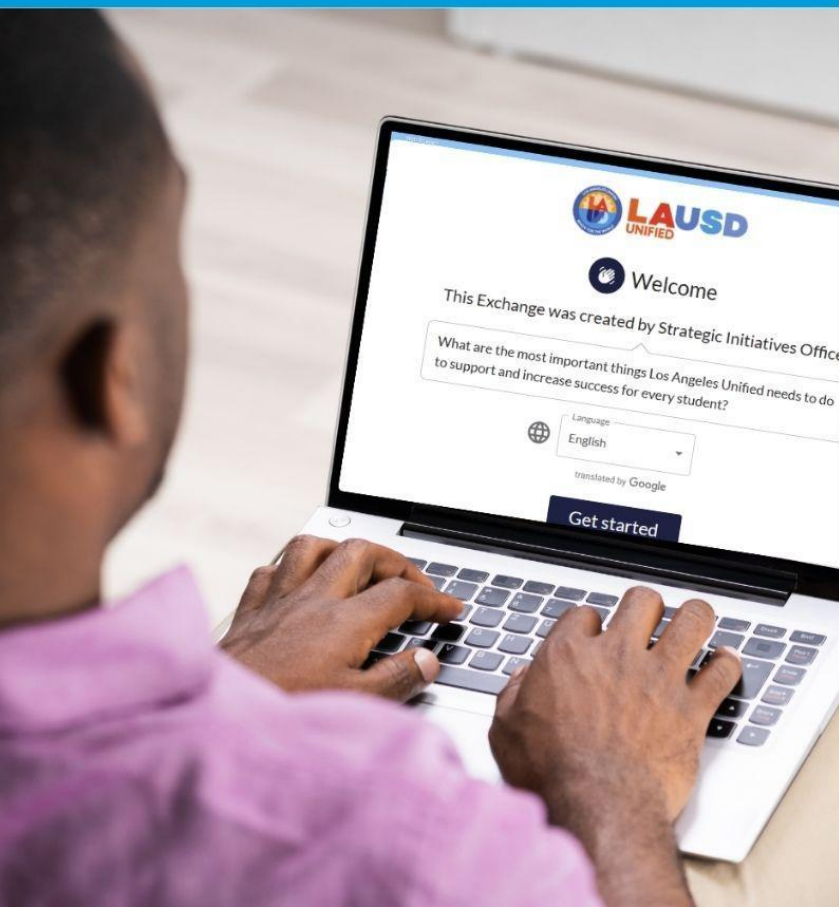 LAUSD
UNIFIED
Welcome
This Exchange was created by Strategic Initiatives Office
What are the most important things Los Angeles Unified needs to do
to support and increase success for every student?
Language
English
translated by Google
Get started